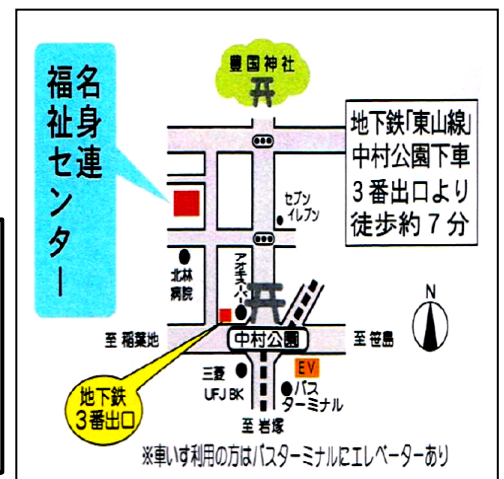 豊国神社
名身連
福祉センター
地下鉄「東山線」
中村公園下車
3番出口より
徒歩約7分
セブン
イレブン
北林
病院
アオキスーパー
N
至 稲葉地
中村公園
至 笹島
地下鉄
3番出口
三菱
UFJ BK
EV
バス
ターミナル
至 岩塚
※車いす利用の方はバスターミナルにエレベーターあり